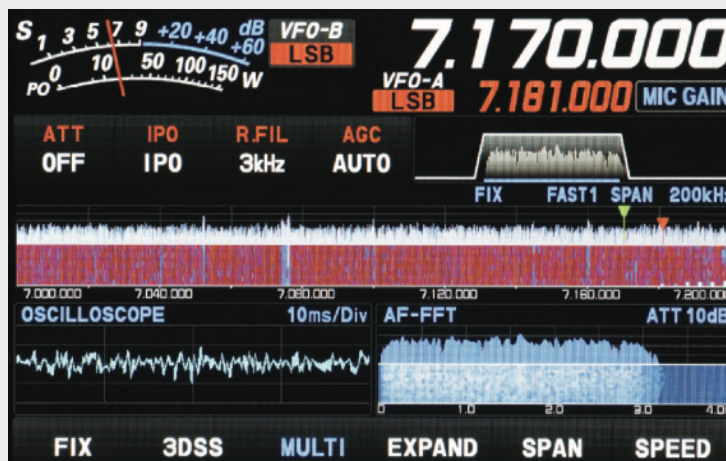 S 1 3 5 7 9 +20 +40 +60 dB
PO 0 10 50 100 150 W
VFO-B
LSB
7.170.000
VFO-A
LSB
7.181.000
MIC GAIN
ATT IPO R.FIL AGC
OFF IPO 3kHz AUTO
FIX FAST1 SPAN 200kHz
7.000.000 7.040.000 7.080.000 7.120.000 7.160.000 7.200.000
OSCILLOSCOPE 10ms/Div
AF-FFT ATT 10dB
0 1.0 2.0 3.0 4.0
FIX 3DSS MULTI EXPAND SPAN SPEED